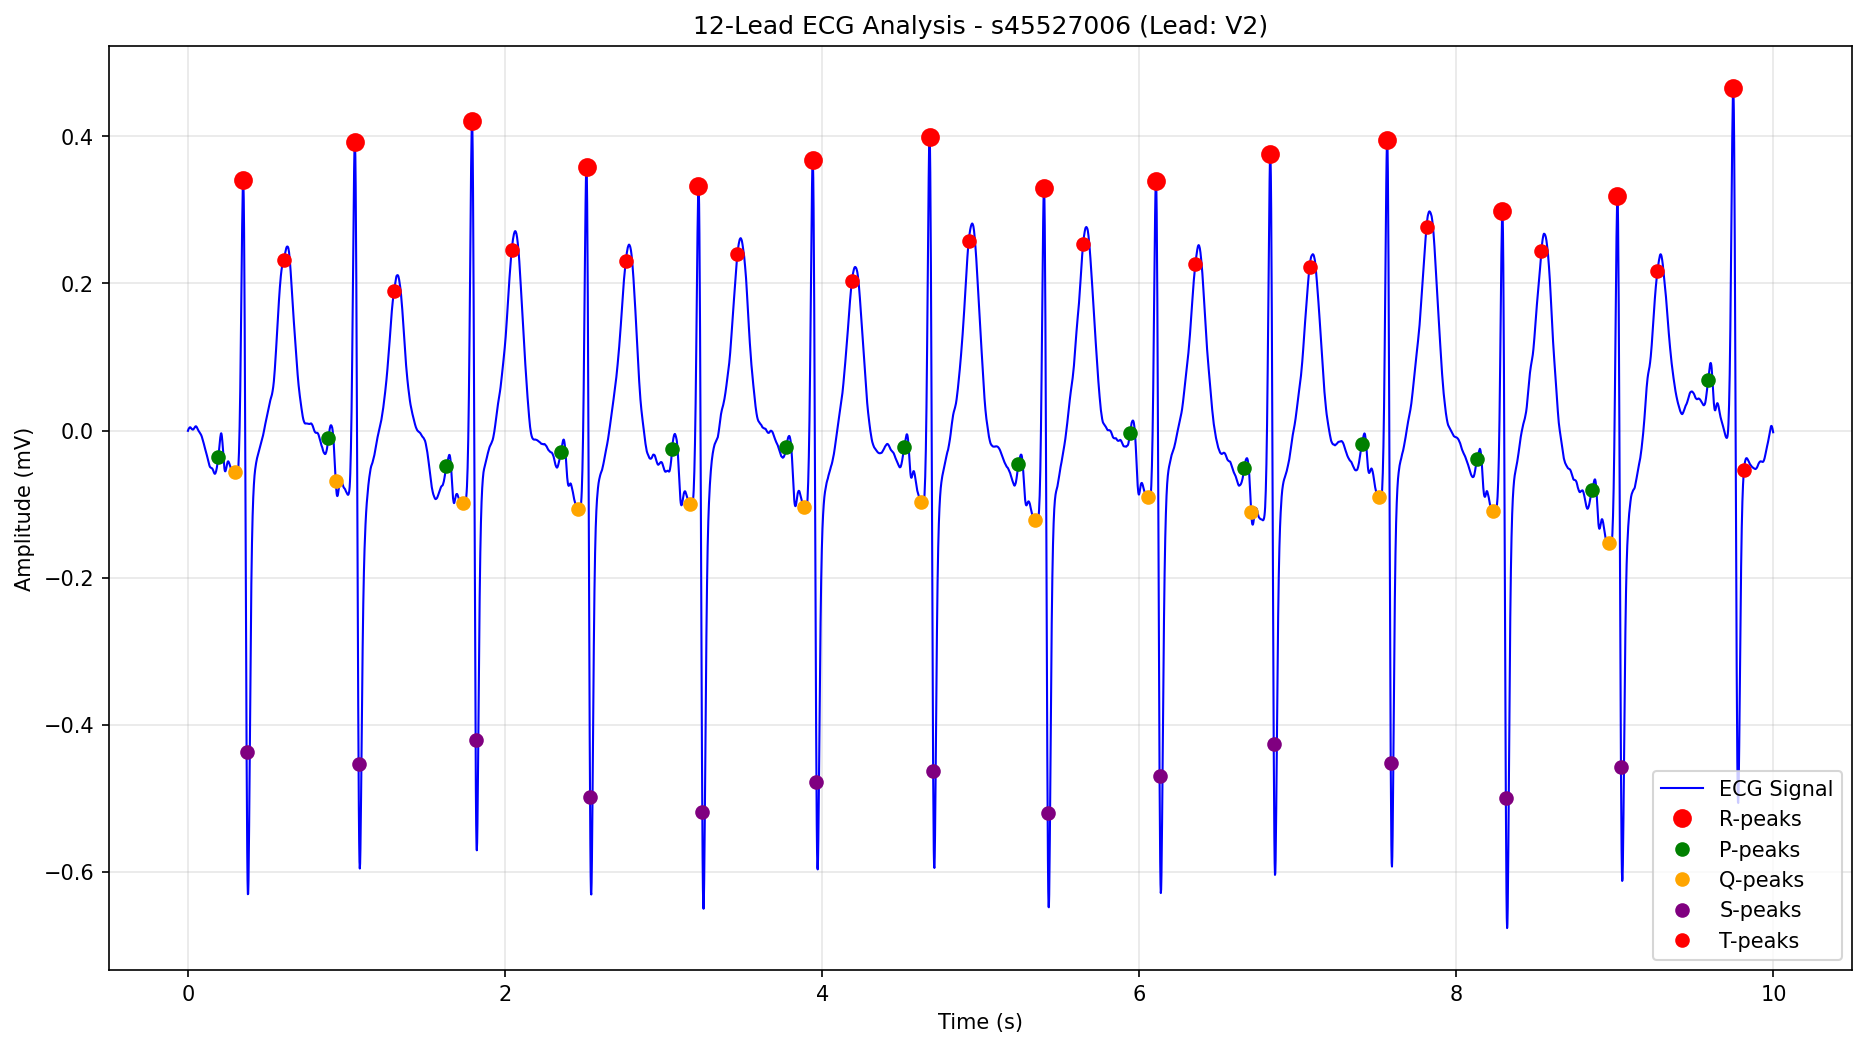 12-Lead ECG Analysis - s45527006 (Lead: V2)
Amplitude (mV)
0.4
0.2
0.0
−0.2
−0.4
−0.6
0 2 4 6 8 10
Time (s)
ECG Signal
R-peaks
P-peaks
Q-peaks
S-peaks
T-peaks